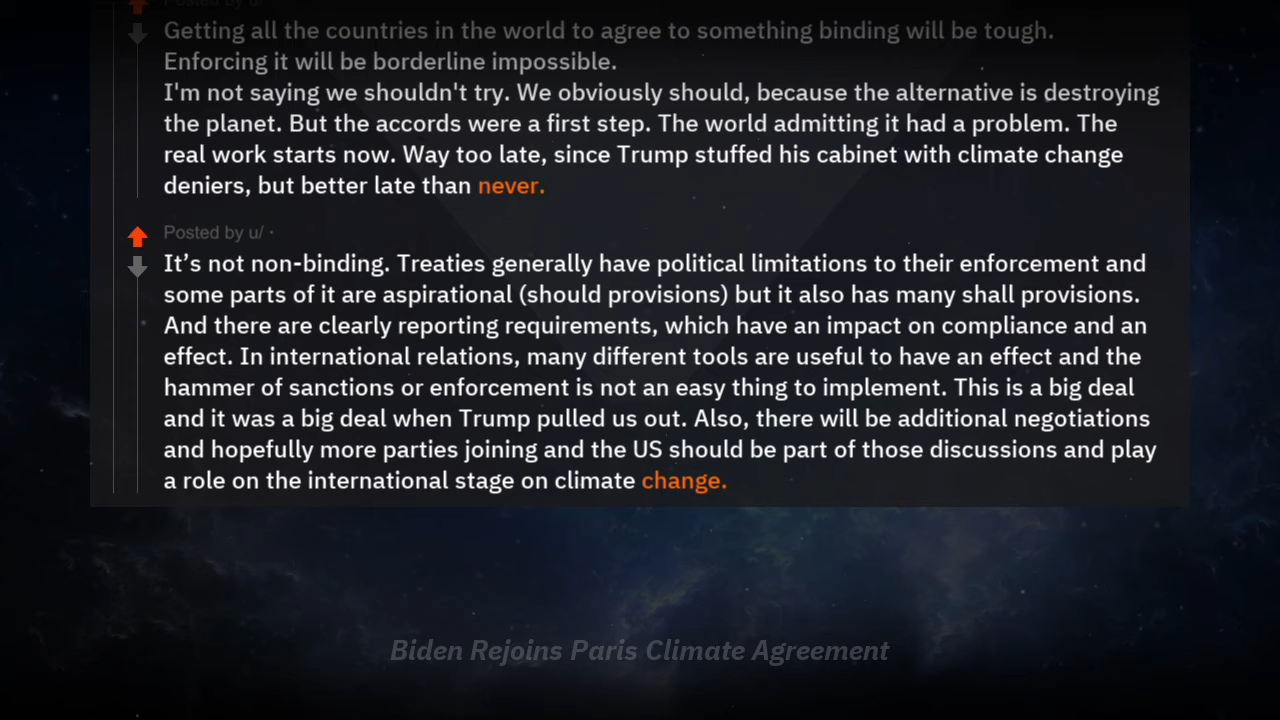 Posted by u/
Getting all the countries in the world to agree to something binding will be tough.
Enforcing it will be borderline impossible.
I'm not saying we shouldn't try. We obviously should, because the alternative is destroying
the planet. But the accords were a first step. The world admitting it had a problem. The
real work starts now. Way too late, since Trump stuffed his cabinet with climate change
deniers, but better late than never.
Posted by u/ ·
It’s not non-binding. Treaties generally have political limitations to their enforcement and
some parts of it are aspirational (should provisions) but it also has many shall provisions.
And there are clearly reporting requirements, which have an impact on compliance and an
effect. In international relations, many different tools are useful to have an effect and the
hammer of sanctions or enforcement is not an easy thing to implement. This is a big deal
and it was a big deal when Trump pulled us out. Also, there will be additional negotiations
and hopefully more parties joining and the US should be part of those discussions and play
a role on the international stage on climate change.
Biden Rejoins Paris Climate Agreement